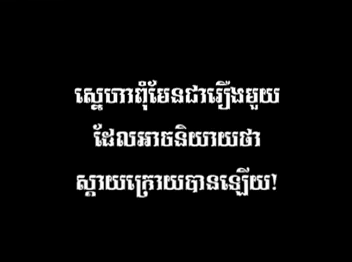 ស្នេហាពុំមែនជារឿងមួយ
ដែលអាចនិយាយថា
ស្ដាយក្រោយបានឡើយ!